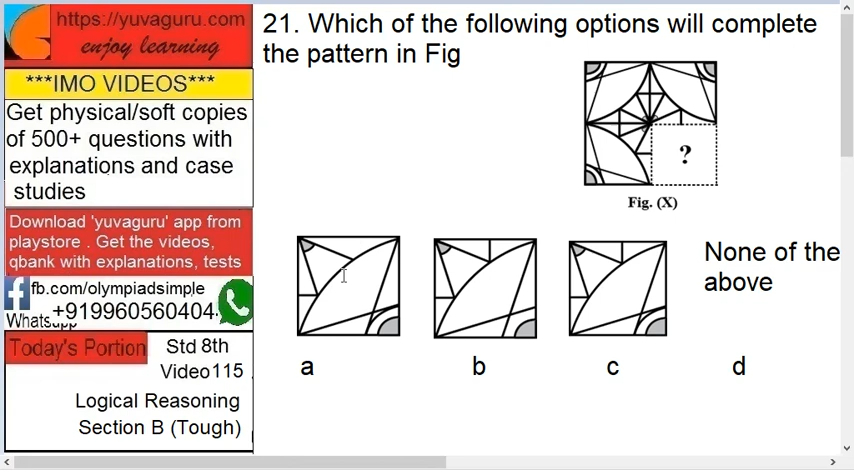 https://yuvaguru.com
enjoy learning
***IMO VIDEOS***
Get physical/soft copies
of 500+ questions with
explanations and case
studies
Download 'yuvaguru' app from
playstore . Get the videos,
qbank with explanations, tests
fb.com/olympiadsimple
+919960560404.
Whatsupp
Today's Portion
Std 8th
Video115
Logical Reasoning
Section B (Tough)
21. Which of the following options will complete
the pattern in Fig
?
Fig. (X)
None of the
above
a
b
c
d